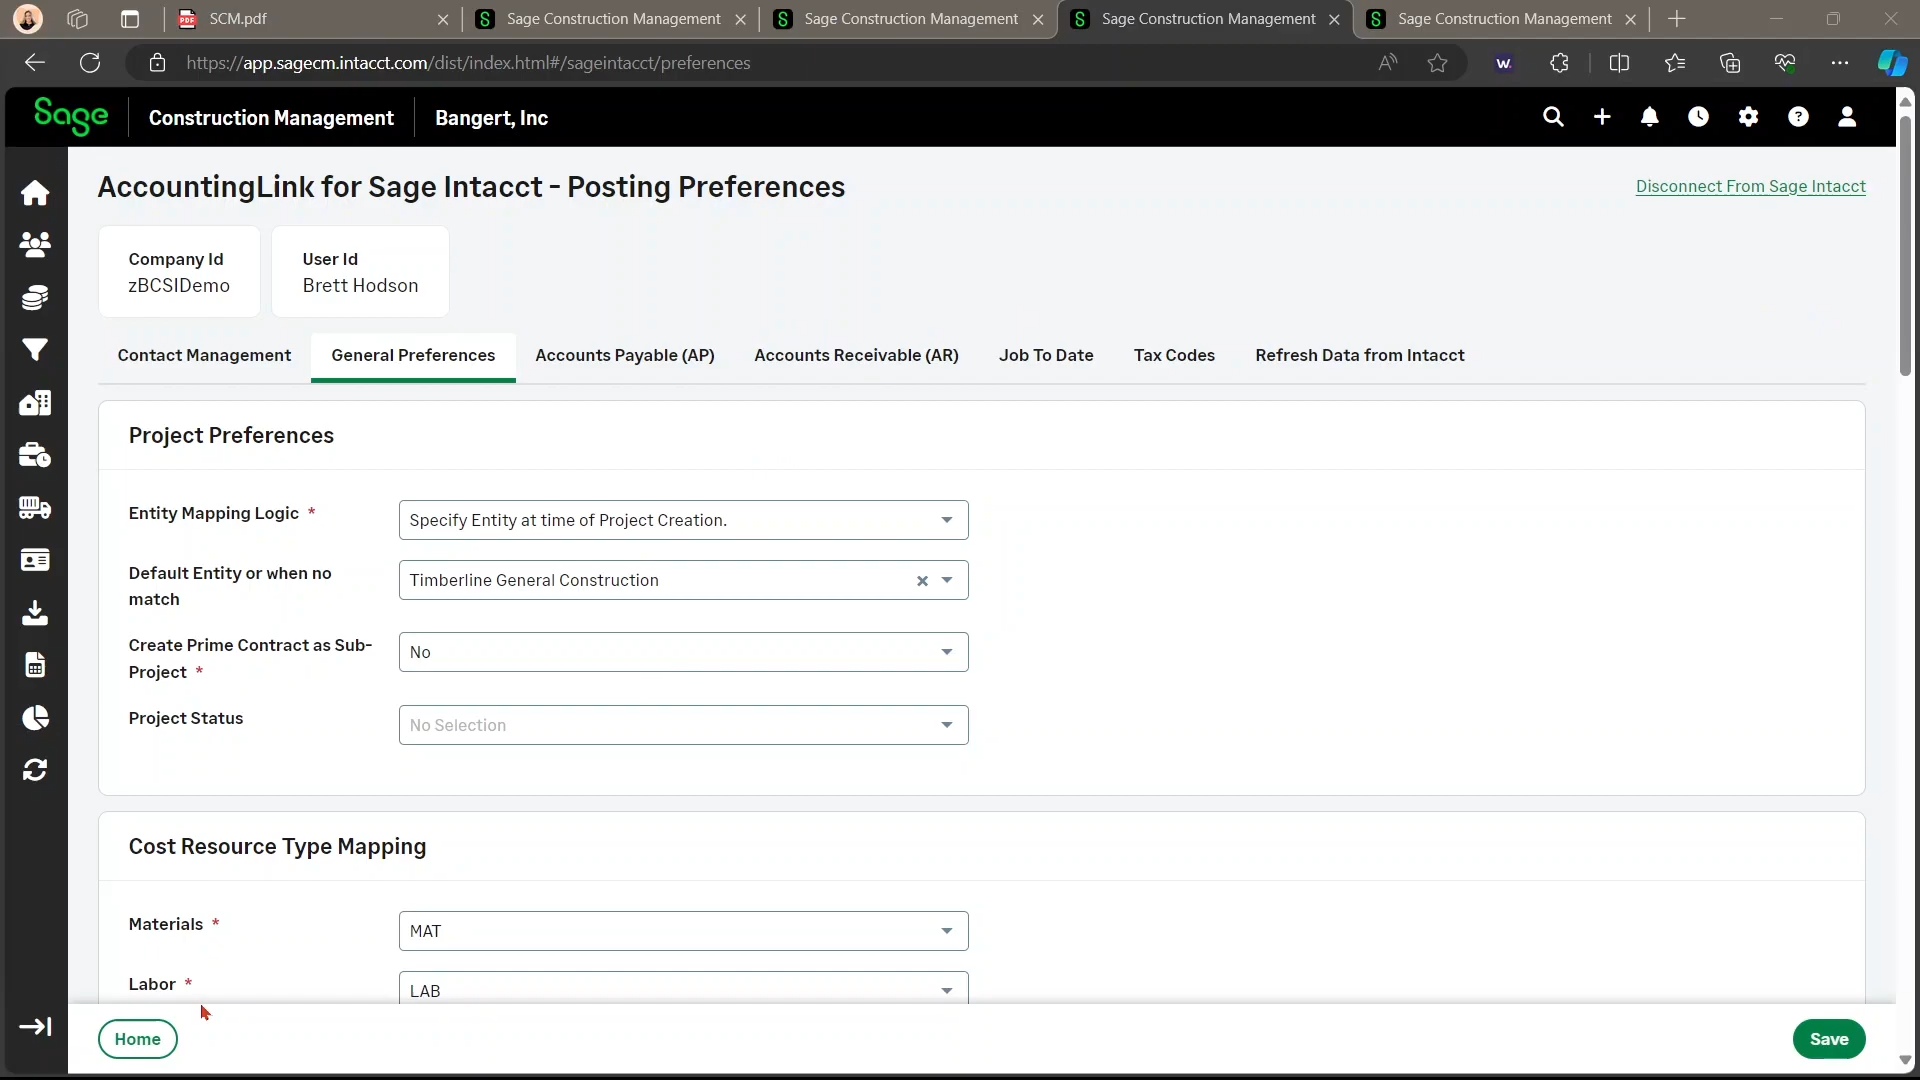 SCM.pdf
Sage Construction Management
Sage Construction Management
Sage Construction Management
Sage Construction Management
https://app.sagecm.intacct.com/dist/index.html#/sageintacct/preferences
Sage
Construction Management
Bangert, Inc
AccountingLink for Sage Intacct - Posting Preferences
Disconnect From Sage Intacct
Company Id
zBCSIDemo
User Id
Brett Hodson
Contact Management
General Preferences
Accounts Payable (AP)
Accounts Receivable (AR)
Job To Date
Tax Codes
Refresh Data from Intacct
Project Preferences
Entity Mapping Logic *
Specify Entity at time of Project Creation.
Default Entity or when no
match
Timberline General Construction
Create Prime Contract as Sub-
Project *
No
Project Status
No Selection
Cost Resource Type Mapping
Materials *
MAT
Labor *
LAB
Home
Save